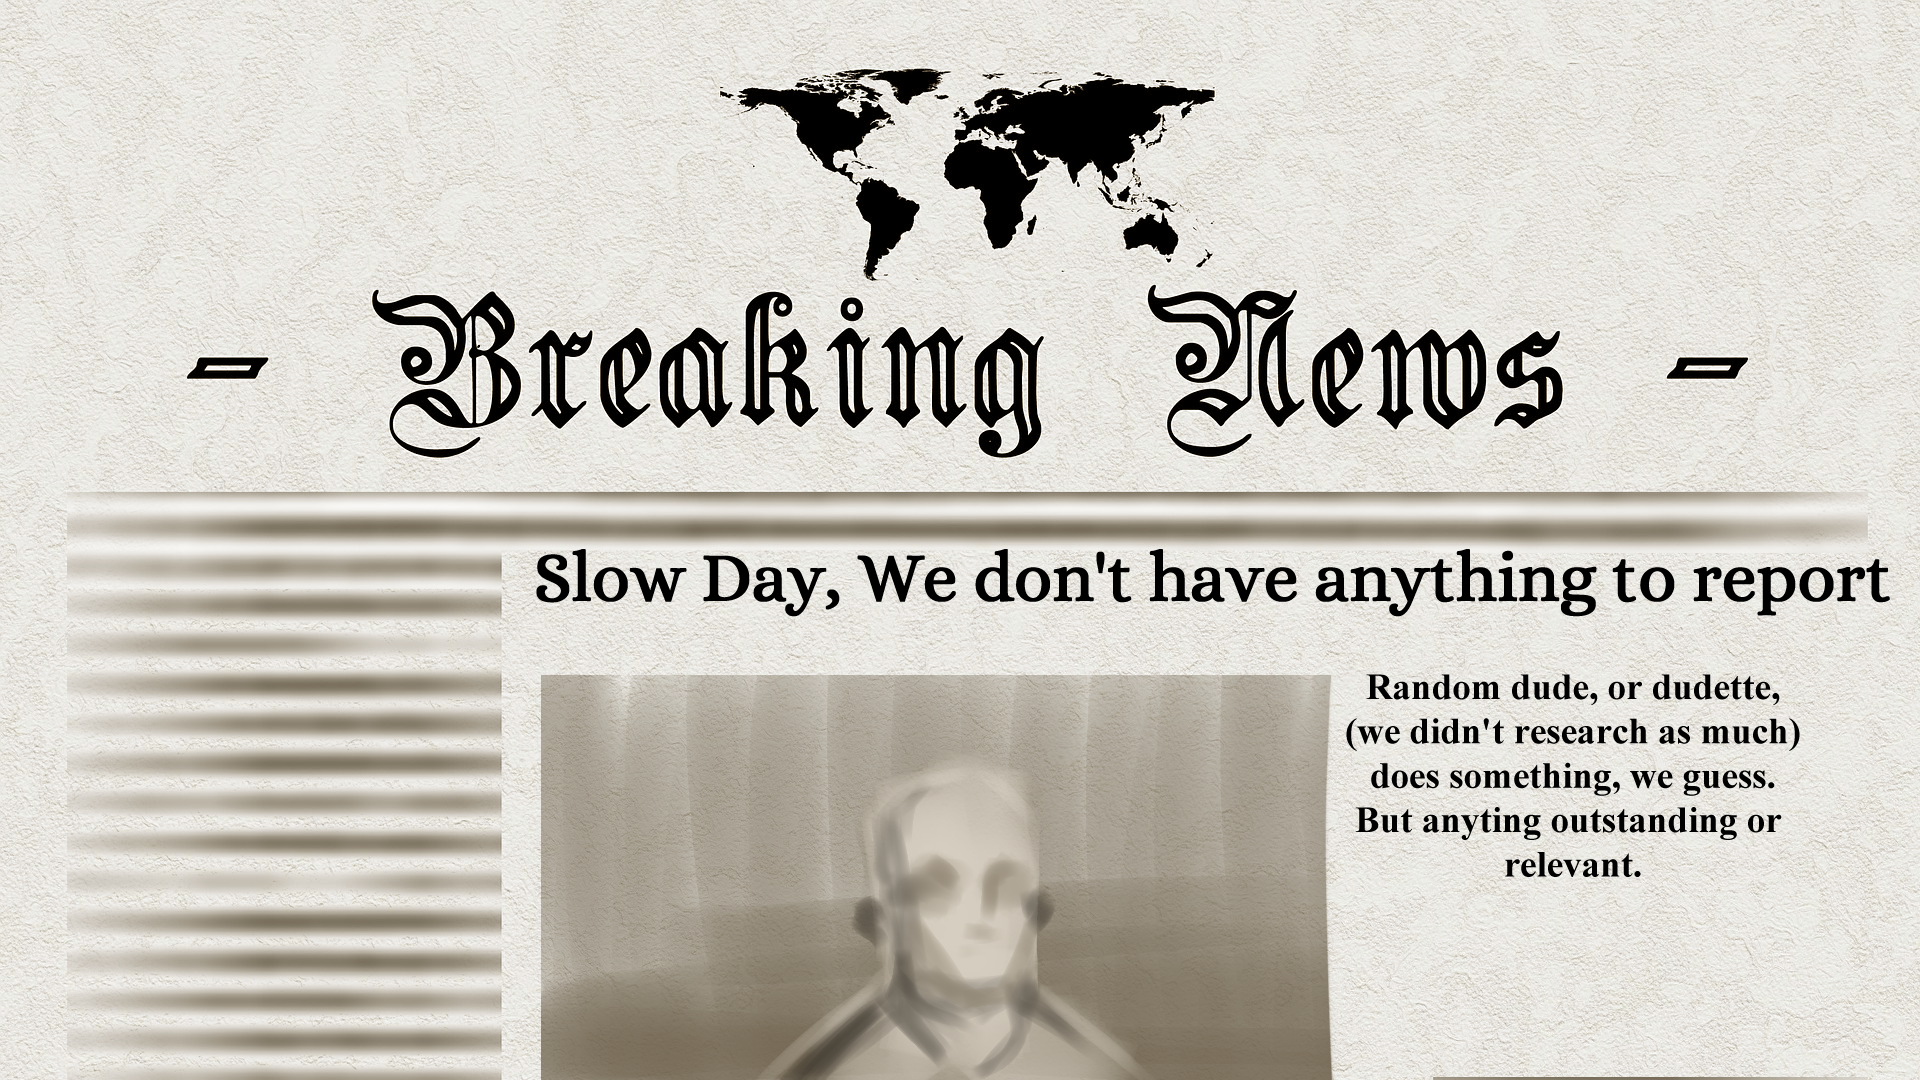 - Breaking News -
Slow Day, We don't have anything to report
Random dude, or dudette,
(we didn't research as much)
does something, we guess.
But anyting outstanding or
relevant.